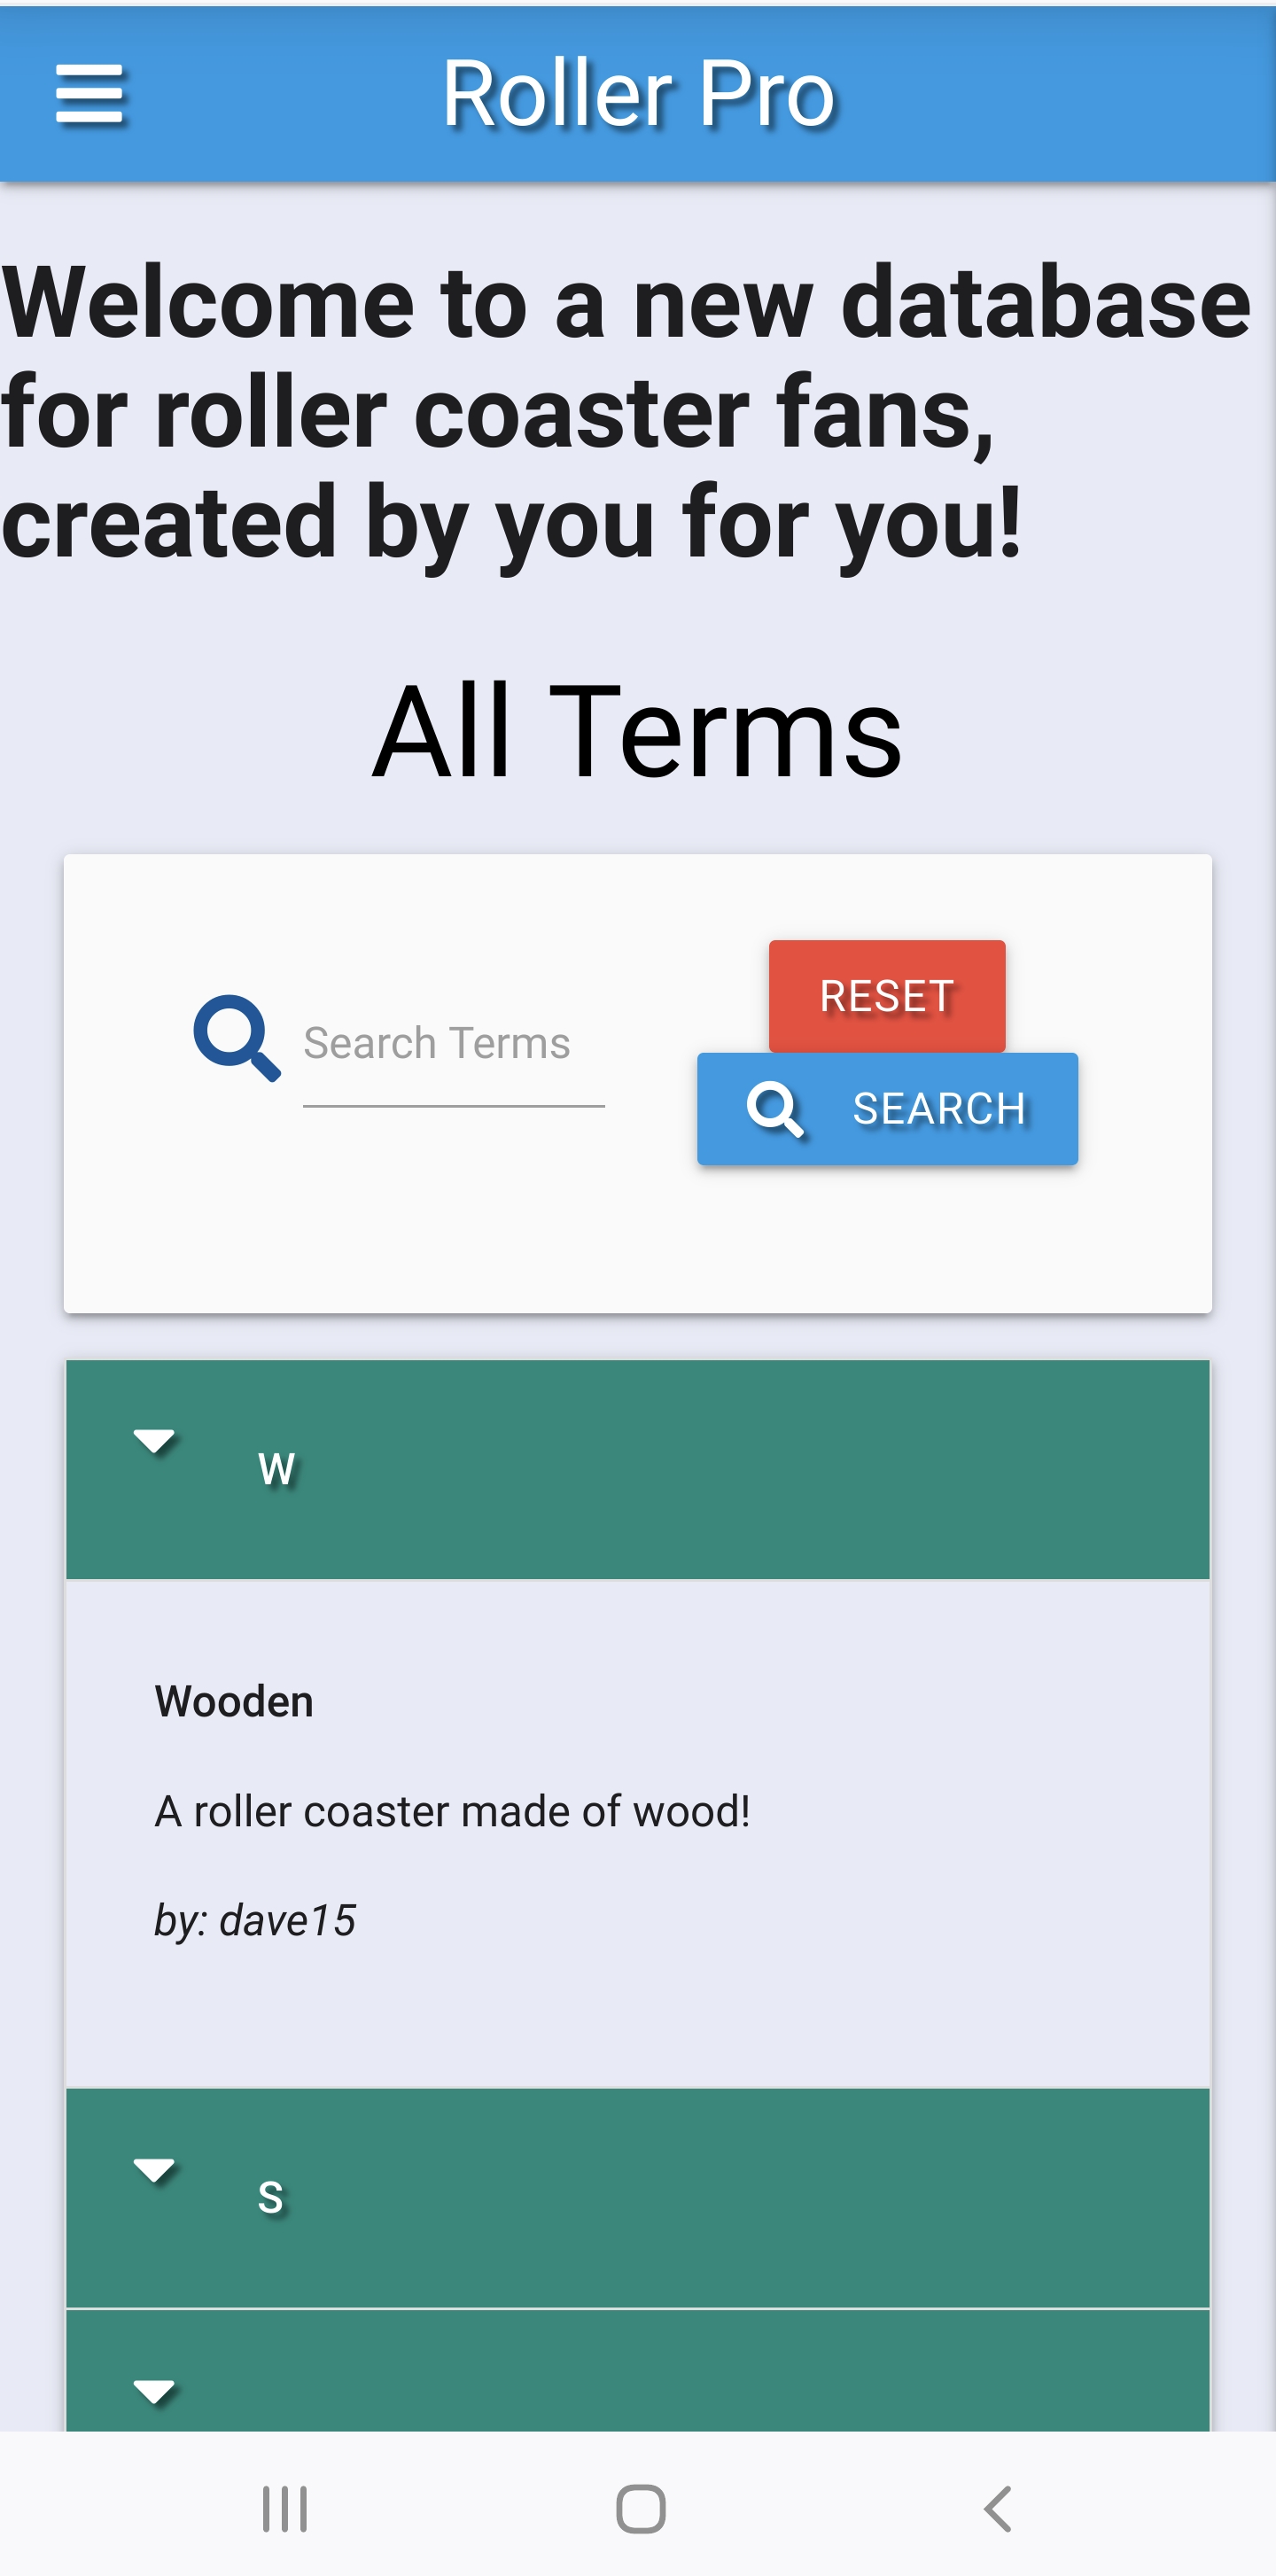 Roller Pro
Welcome to a new database
for roller coaster fans,
created by you for you!
All Terms
Search Terms
RESET
SEARCH
W
Wooden
A roller coaster made of wood!
by: dave15
S